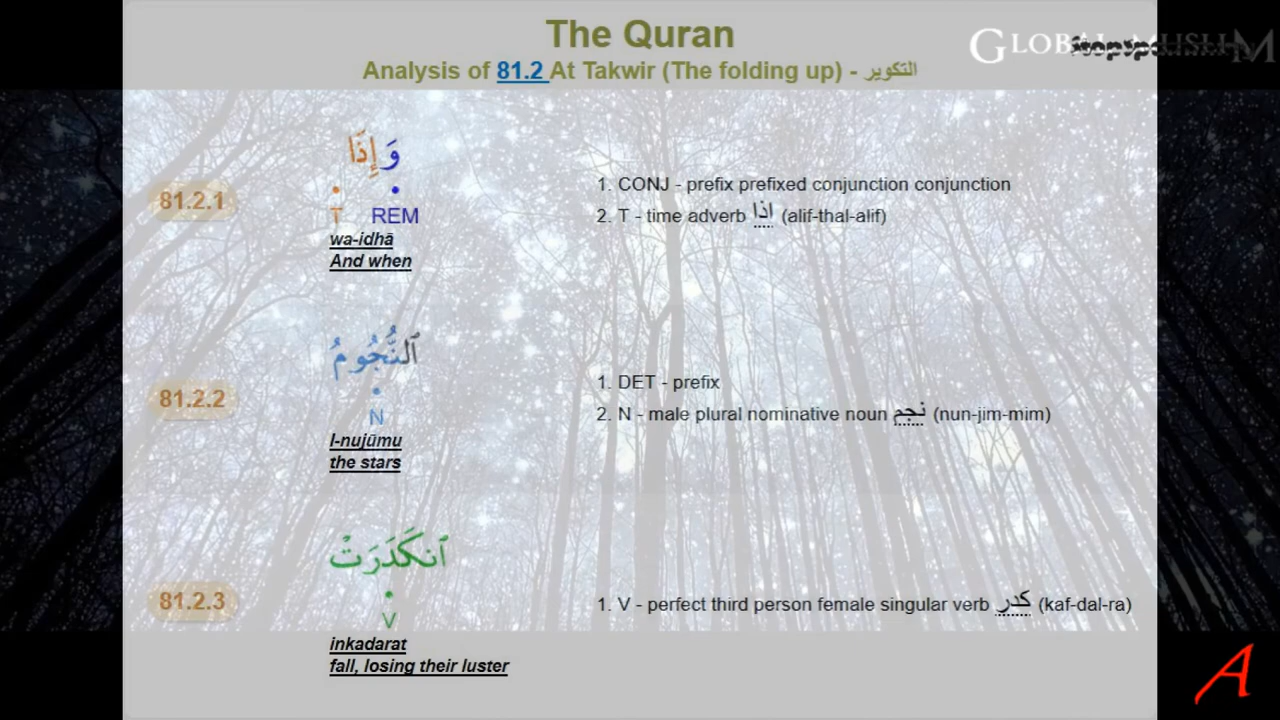 The Quran
GLOBAL MUSLIM
Analysis of 81.2 At Takwir (The folding up) - التكوير
81.2.1
وَإِذَا
T REM
wa-idhā
And when
1. CONJ - prefix prefixed conjunction conjunction
2. T - time adverb اذا (alif-thal-alif)
81.2.2
ٱلنُّجُومُ
N
l-nujūmu
the stars
1. DET - prefix
2. N - male plural nominative noun نجم (nun-jim-mim)
81.2.3
ٱنكَدَرَتْ
V
inkadarat
fall, losing their luster
1. V - perfect third person female singular verb كدر (kaf-dal-ra)
A